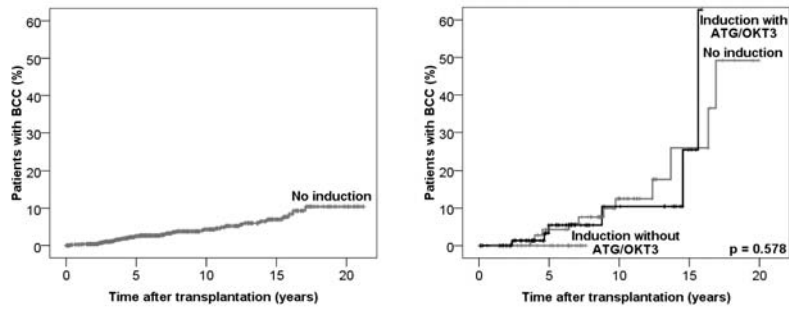 Patients with BCC (%)
60
50
40
30
20
10
0
No induction
0 5 10 15 20
Time after transplantation (years)
Patients with BCC (%)
60
50
40
30
20
10
0
Induction with
ATG/OKT3
No induction
Induction without
ATG/OKT3
p = 0.578
0 5 10 15 20
Time after transplantation (years)